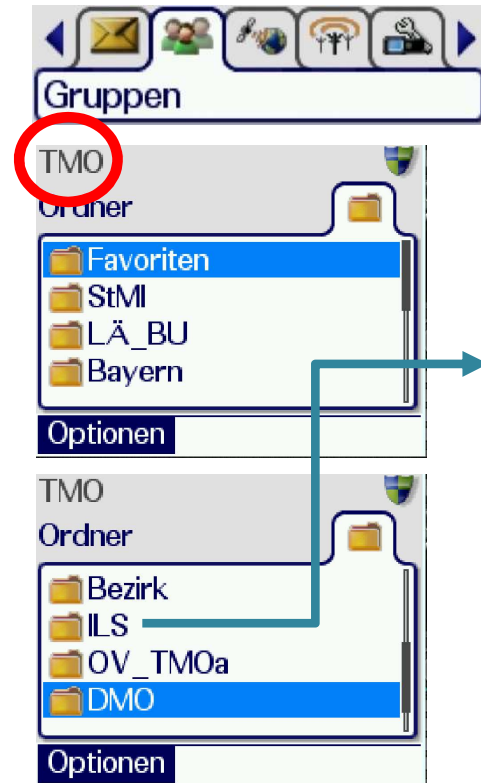 Gruppen
TMO
Ordner
Favoriten
StMI
LÄ_BU
Bayern
Optionen
TMO
Ordner
Bezirk
ILS
OV_TMOa
DMO
Optionen